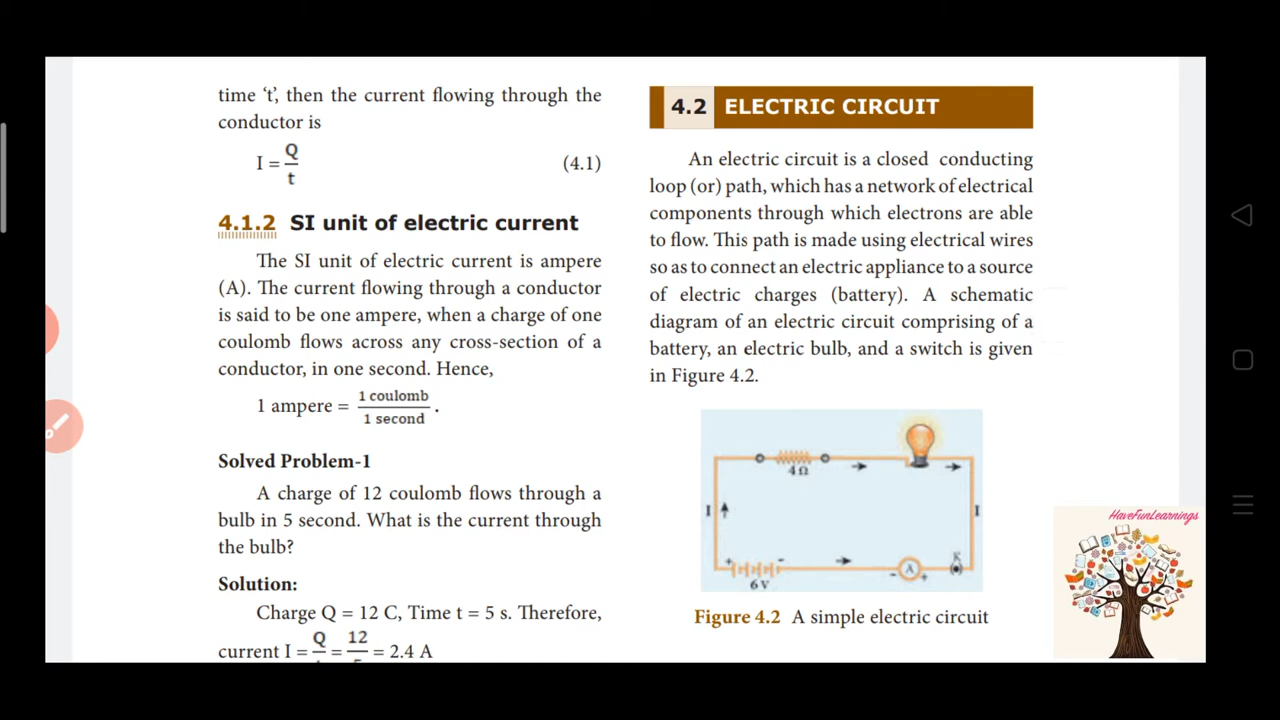 time ‘t’, then the current flowing through the
conductor is
I = Q/t (4.1)
4.1.2 SI unit of electric current
The SI unit of electric current is ampere
(A). The current flowing through a conductor
is said to be one ampere, when a charge of one
coulomb flows across any cross-section of a
conductor, in one second. Hence,
1 ampere = 1 coulomb/1 second .
Solved Problem-1
A charge of 12 coulomb flows through a
bulb in 5 second. What is the current through
the bulb?
Solution:
Charge Q = 12 C, Time t = 5 s. Therefore,
current I = Q/t = 12/5 = 2.4 A
4.2 ELECTRIC CIRCUIT
An electric circuit is a closed conducting
loop (or) path, which has a network of electrical
components through which electrons are able
to flow. This path is made using electrical wires
so as to connect an electric appliance to a source
of electric charges (battery). A schematic
diagram of an electric circuit comprising of a
battery, an electric bulb, and a switch is given
in Figure 4.2.
4Ω
I
I
+ -
6V
- A +
K
Figure 4.2 A simple electric circuit
HaveFunLearnings